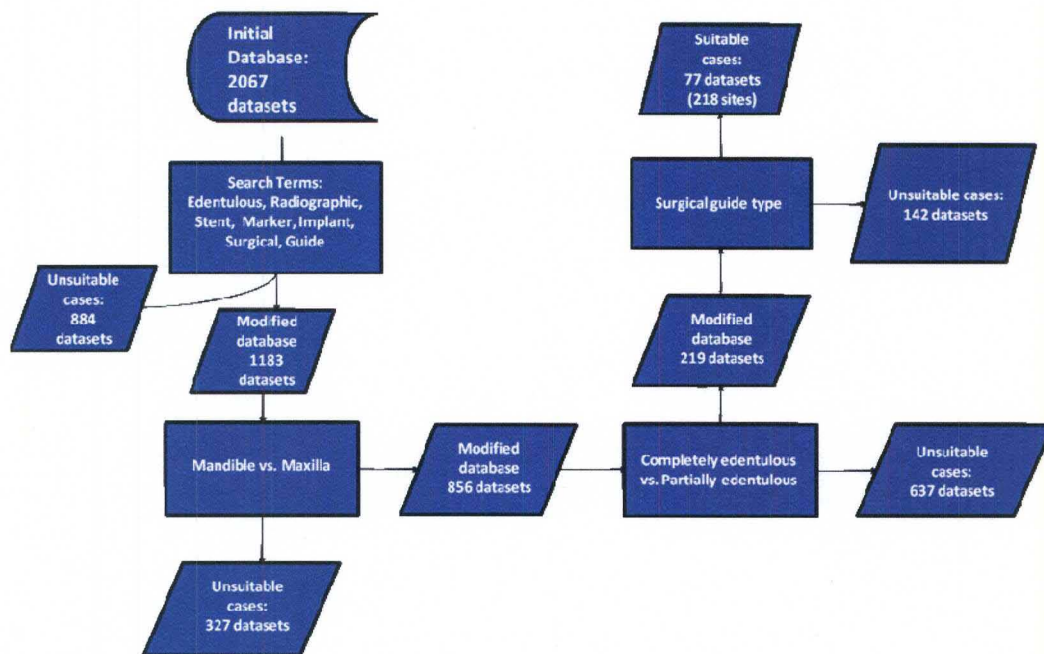 Initial
Database:
2067
datasets
Search Terms:
Edentulous, Radiographic,
Stent, Marker, Implant,
Surgical, Guide
Unsuitable
cases:
884
datasets
Modified
database
1183
datasets
Mandible vs. Maxilla
Unsuitable
cases:
327 datasets
Modified
database
856 datasets
Completely edentulous
vs. Partially edentulous
Unsuitable
cases:
637 datasets
Modified
database
219 datasets
Surgical guide type
Unsuitable cases:
142 datasets
Suitable
cases:
77 datasets
(218 sites)